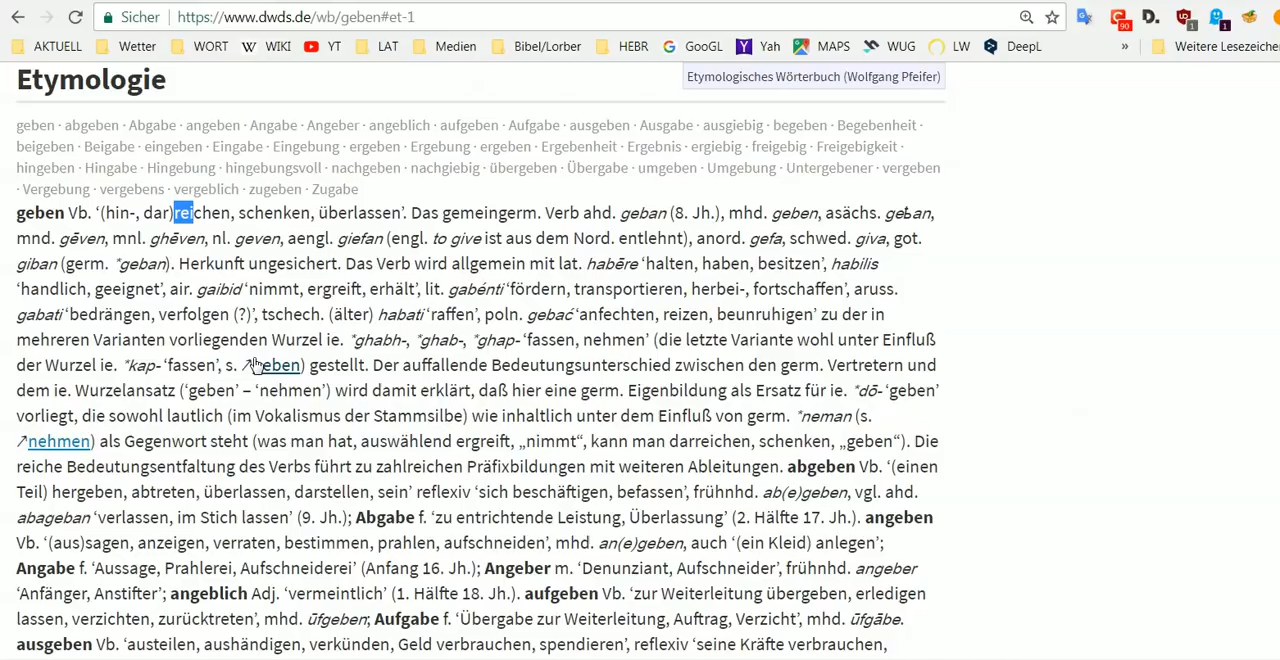 Sicher https://www.dwds.de/wb/geben#et-1
90 D. 1 1
AKTUELL Wetter WORT WIKI YT LAT Medien Bibel/Lorber HEBR GoogL Yah MAPS WUG LW DeepL » Weitere Lesezeiche
Etymologie
Etymologisches Wörterbuch (Wolfgang Pfeifer)
geben · abgeben · Abgabe · angeben · Angabe · Angeber · angeblich · aufgeben · Aufgabe · ausgeben · Ausgabe · ausgiebig · begeben · Begebenheit ·
beigeben · Beigabe · eingeben · Eingabe · Eingebung · ergeben · Ergebung · ergeben · Ergebenheit · Ergebnis · ergiebig · freigebig · Freigebigkeit ·
hingeben · Hingabe · Hingebung · hingebungsvoll · nachgeben · nachgiebig · übergeben · Übergabe · umgeben · Umgebung · Untergebener · vergeben
· Vergebung · vergebens · vergeblich · zugeben · Zugabe
geben Vb. ‘(hin-, dar)reichen, schenken, überlassen’. Das gemeingerm. Verb ahd. geban (8. Jh.), mhd. geben, asächs. geƀan,
mnd. gēven, mnl. ghēven, nl. geven, aengl. giefan (engl. to give ist aus dem Nord. entlehnt), anord. gefa, schwed. giva, got.
giban (germ. *geban). Herkunft ungesichert. Das Verb wird allgemein mit lat. habēre ‘halten, haben, besitzen’, habilis
‘handlich, geeignet’, air. gaibid ‘nimmt, ergreift, erhält’, lit. gabénti ‘fördern, transportieren, herbei-, fortschaffen’, aruss.
gabati ‘bedrängen, verfolgen (?)’, tschech. (älter) habati ‘raffen’, poln. gebać ‘anfechten, reizen, beunruhigen’ zu der in
mehreren Varianten vorliegenden Wurzel ie. *ghabh-, *ghab-, *ghap- ‘fassen, nehmen’ (die letzte Variante wohl unter Einfluß
der Wurzel ie. *kap- ‘fassen’, s. ↗heben) gestellt. Der auffallende Bedeutungsunterschied zwischen den germ. Vertretern und
dem ie. Wurzelansatz (‘geben’ – ‘nehmen’) wird damit erklärt, daß hier eine germ. Eigenbildung als Ersatz für ie. *dō- ‘geben’
vorliegt, die sowohl lautlich (im Vokalismus der Stammsilbe) wie inhaltlich unter dem Einfluß von germ. *neman (s.
↗nehmen) als Gegenwort steht (was man hat, auswählend ergreift, „nimmt“, kann man darreichen, schenken, „geben“). Die
reiche Bedeutungsentfaltung des Verbs führt zu zahlreichen Präfixbildungen mit weiteren Ableitungen. abgeben Vb. ‘(einen
Teil) hergeben, abtreten, überlassen, darstellen, sein’ reflexiv ‘sich beschäftigen, befassen’, frühnhd. ab(e)geben, vgl. ahd.
abageban ‘verlassen, im Stich lassen’ (9. Jh.); Abgabe f. ‘zu entrichtende Leistung, Überlassung’ (2. Hälfte 17. Jh.). angeben
Vb. ‘(aus)sagen, anzeigen, verraten, bestimmen, prahlen, aufschneiden’, mhd. an(e)geben, auch ‘(ein Kleid) anlegen’;
Angabe f. ‘Aussage, Prahlerei, Aufschneiderei’ (Anfang 16. Jh.); Angeber m. ‘Denunziant, Aufschneider’, frühnhd. angeber
‘Anfänger, Anstifter’; angeblich Adj. ‘vermeintlich’ (1. Hälfte 18. Jh.). aufgeben Vb. ‘zur Weiterleitung übergeben, erledigen
lassen, verzichten, zurücktreten’, mhd. ūfgeben; Aufgabe f. ‘Übergabe zur Weiterleitung, Auftrag, Verzicht’, mhd. ūfgābe.
ausgeben Vb. ‘austeilen, aushändigen, verkünden, Geld verbrauchen, spendieren’, reflexiv ‘seine Kräfte verbrauchen,